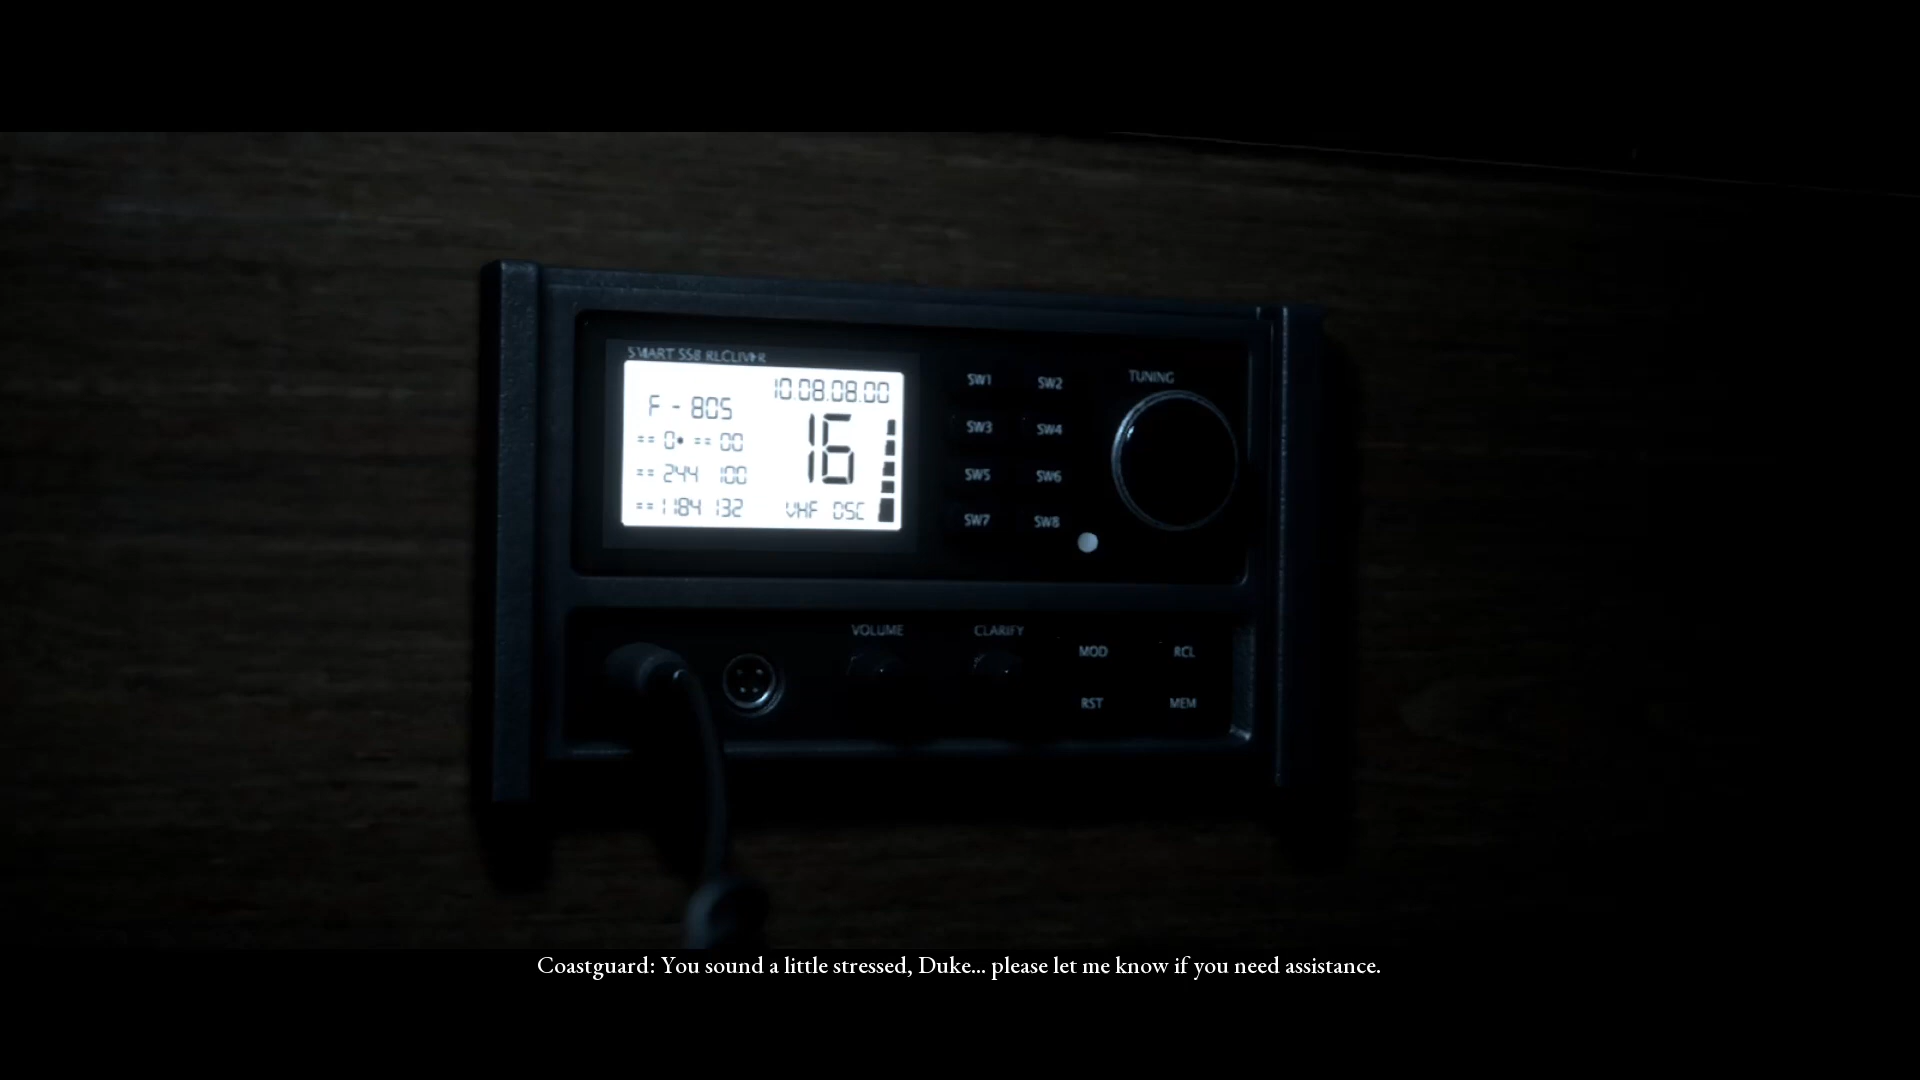 SMART SSB RECEIVER
10.08.08.00
F - 805
16
== 0• == 00
== 244 100
== 1184 132
VHF DSC
SW1 SW2
SW3 SW4
SW5 SW6
SW7 SW8
TUNING
VOLUME
CLARIFY
MOD RCL
RST MEM
Coastguard: You sound a little stressed, Duke... please let me know if you need assistance.